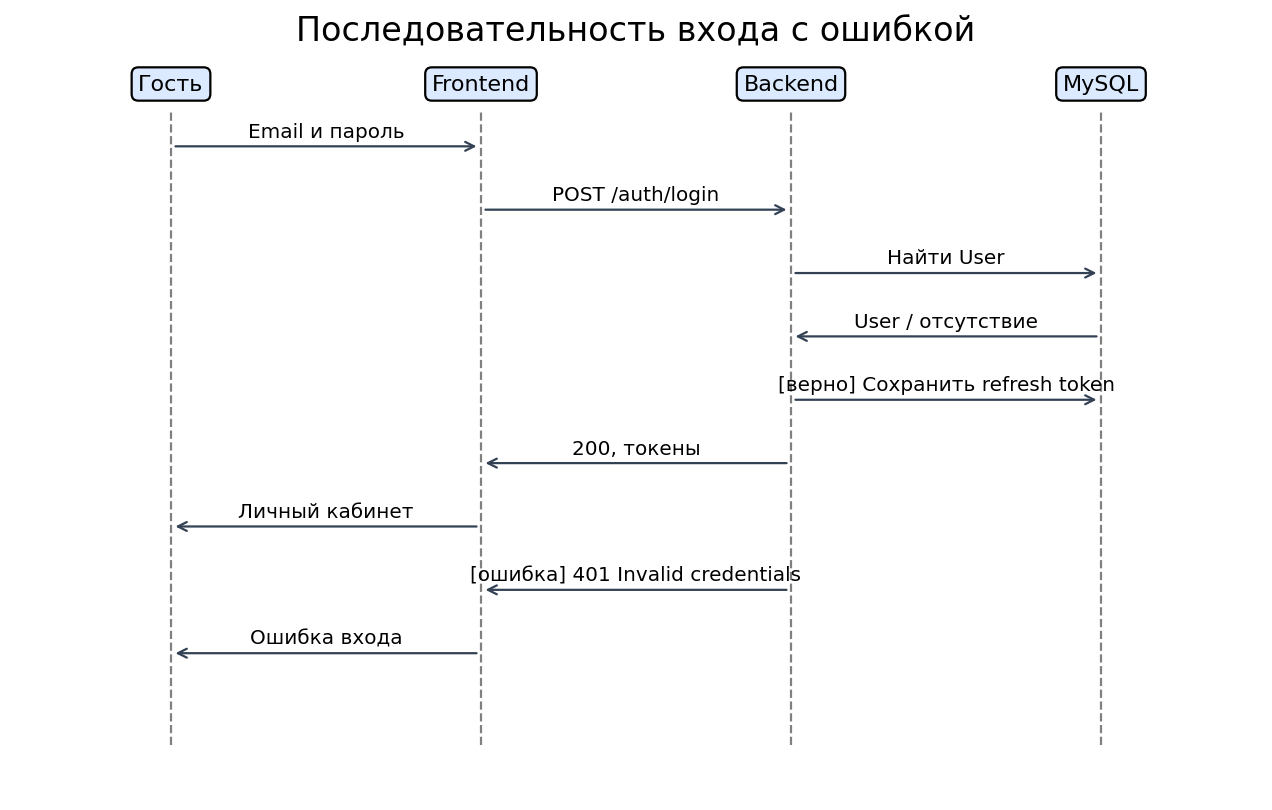 Последовательность входа с ошибкой
Гость
Frontend
Backend
MySQL
Email и пароль
POST /auth/login
Найти User
User / отсутствие
[верно] Сохранить refresh token
200, токены
Личный кабинет
[ошибка] 401 Invalid credentials
Ошибка входа